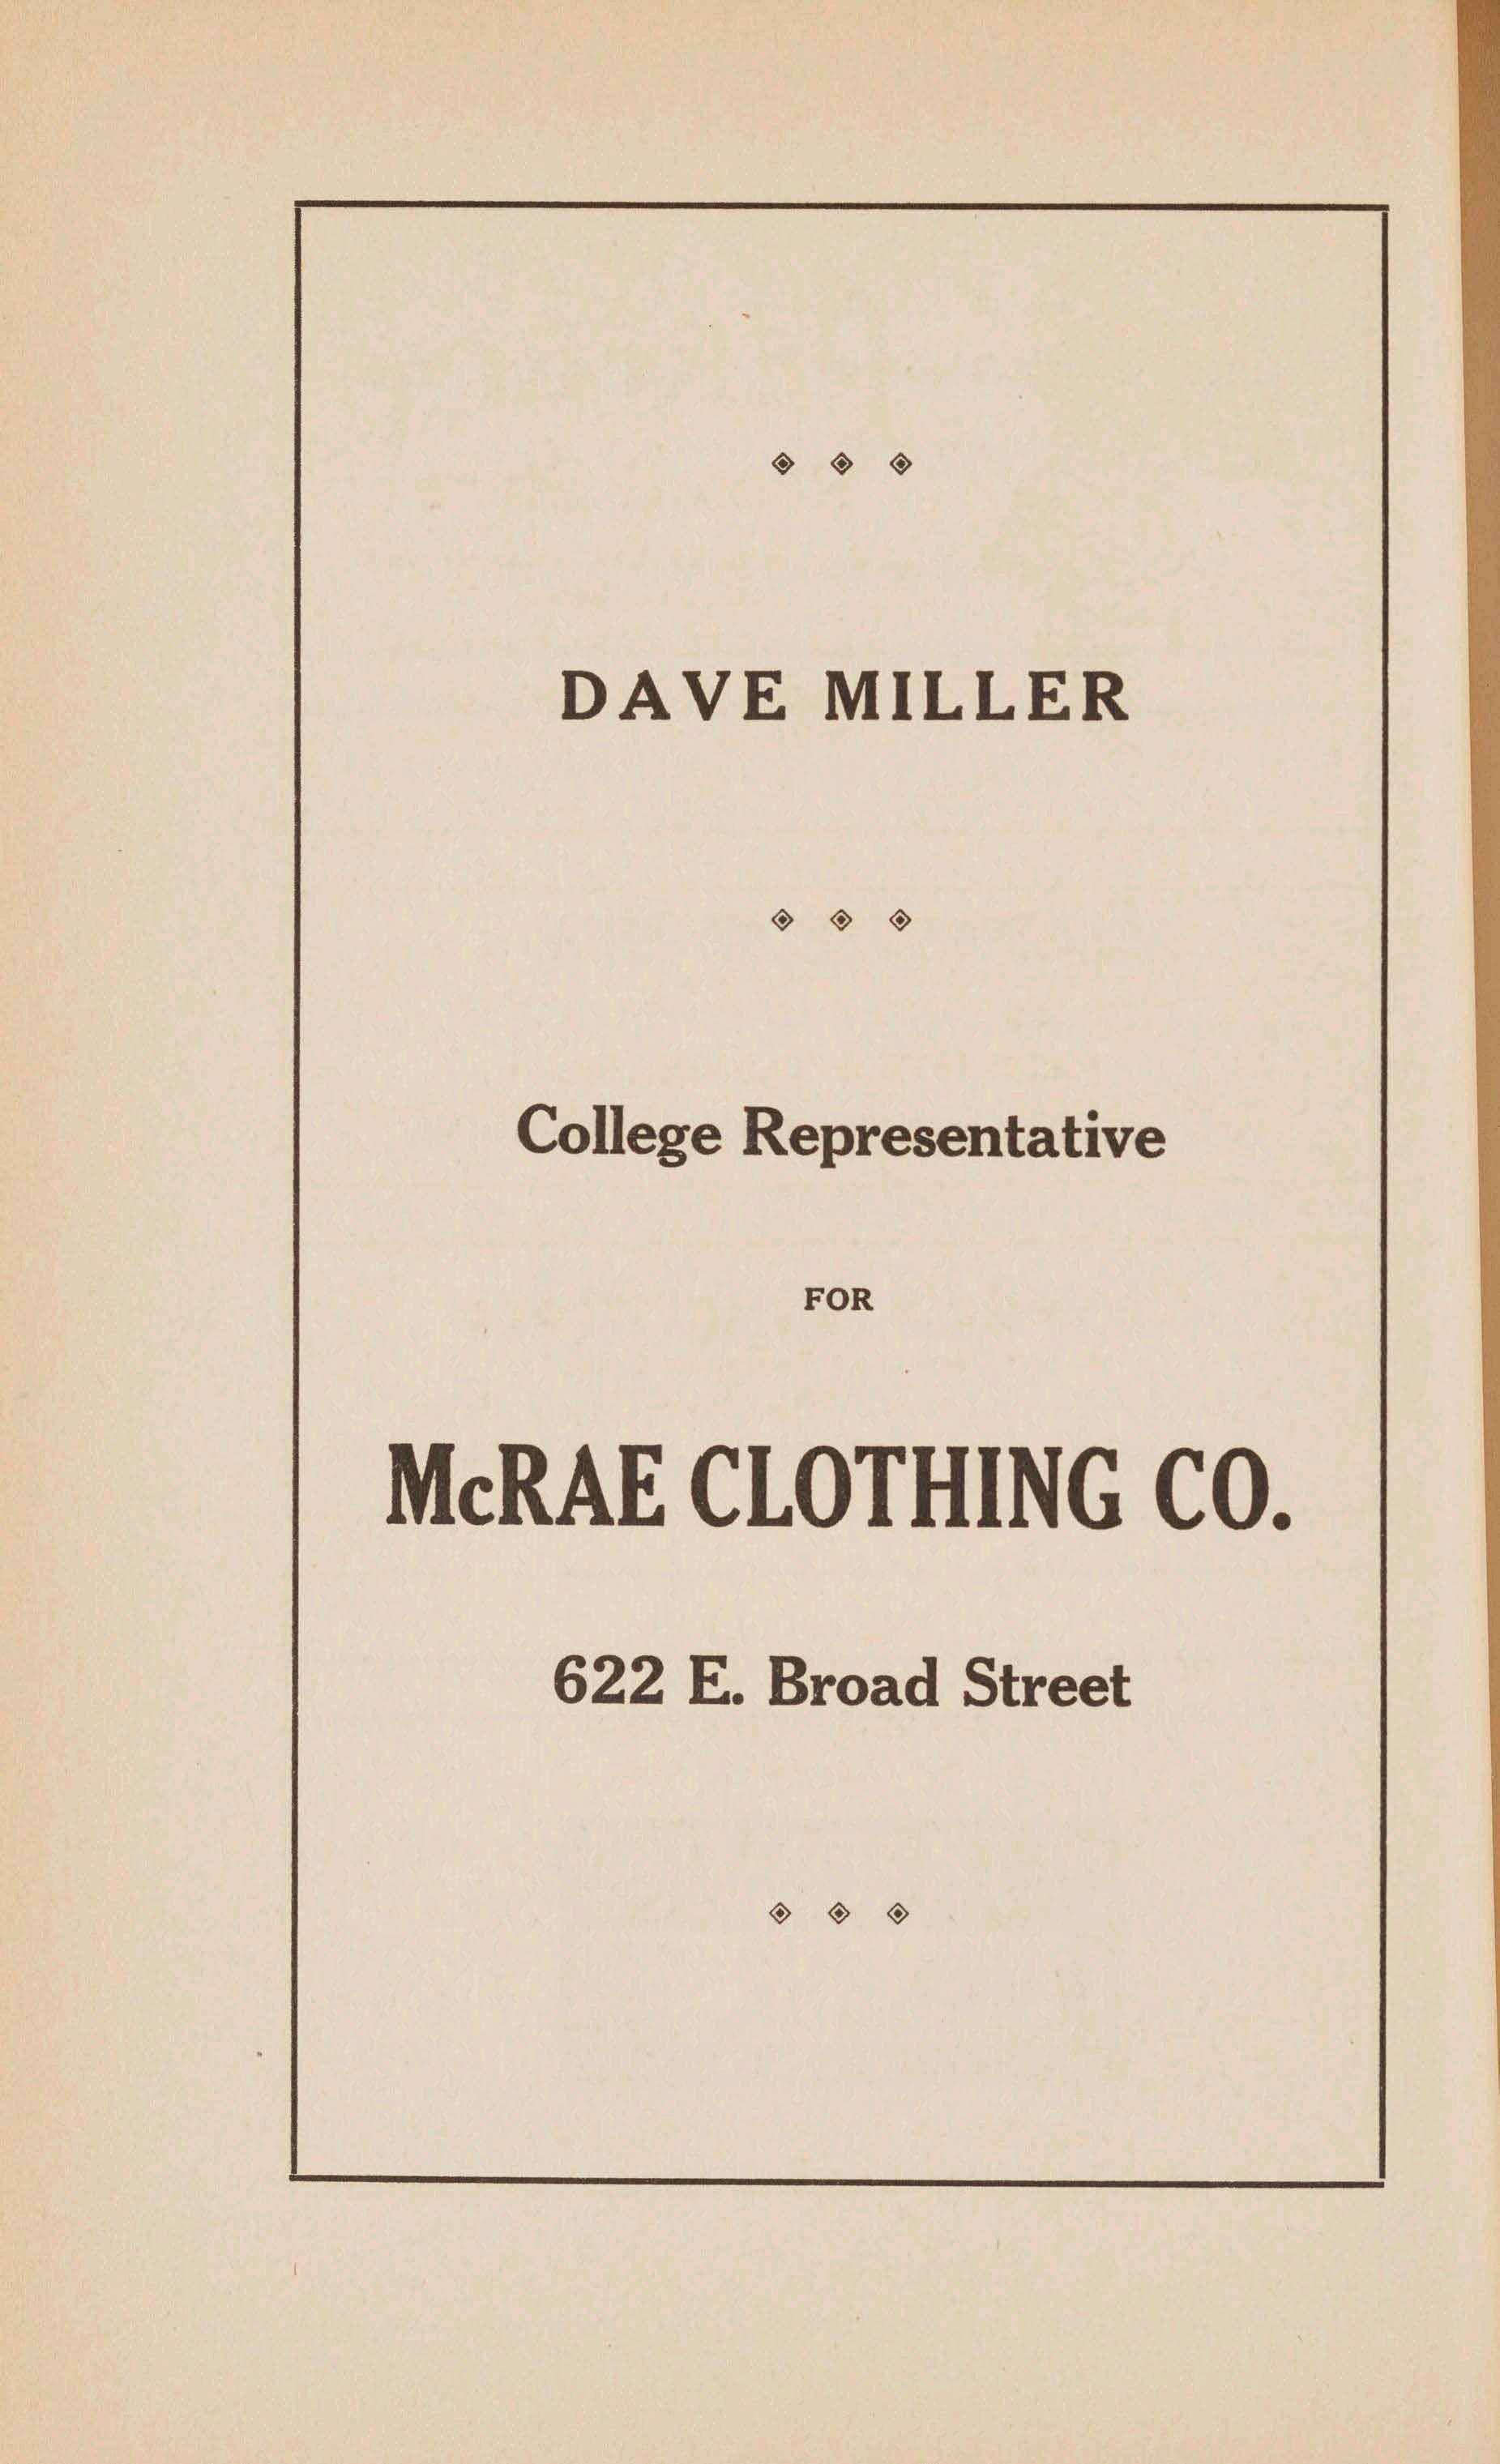 DAVE MILLER
College Representative
FOR
McRAE CLOTHING CO.
622 E. Broad Street